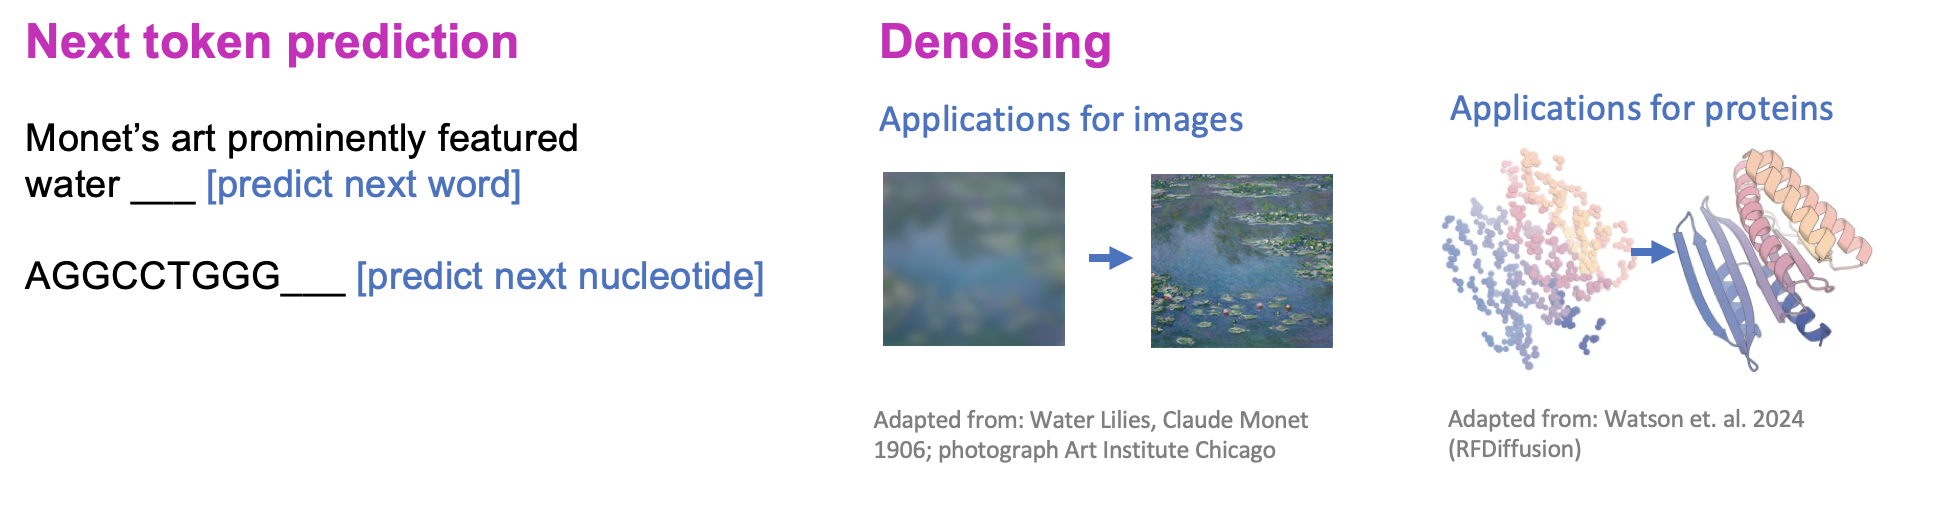 Next token prediction
Monet’s art prominently featured
water ___ [predict next word]
AGGCCTGGG___ [predict next nucleotide]
Denoising
Applications for images
Adapted from: Water Lilies, Claude Monet
1906; photograph Art Institute Chicago
Applications for proteins
Adapted from: Watson et. al. 2024
(RFDiffusion)